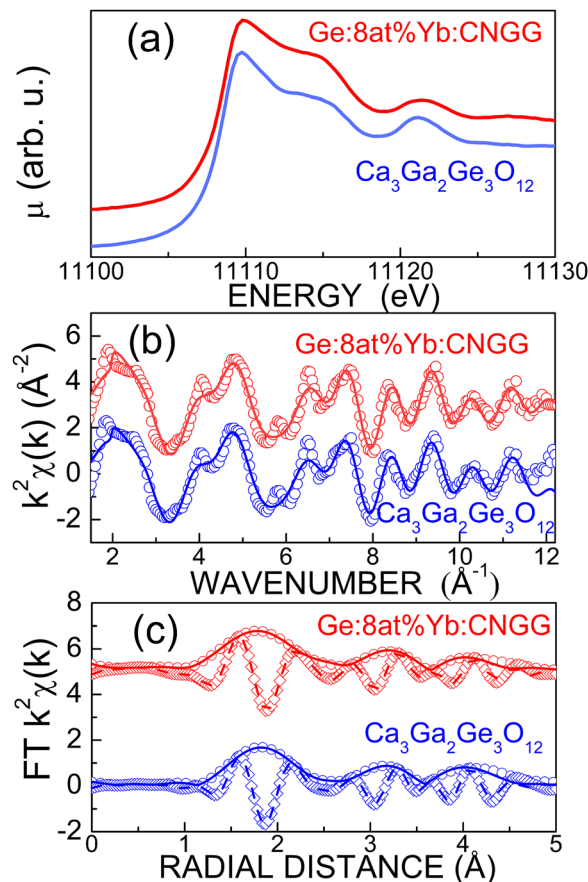 (a)
Ge:8at%Yb:CNGG
Ca₃Ga₂Ge₃O₁₂
μ (arb. u.)
11100 11110 11120 11130
ENERGY (eV)
(b)
Ge:8at%Yb:CNGG
Ca₃Ga₂Ge₃O₁₂
k²χ(k) (Å⁻²)
6
4
2
0
-2
2 4 6 8 10 12
WAVENUMBER (Å⁻¹)
(c)
Ge:8at%Yb:CNGG
Ca₃Ga₂Ge₃O₁₂
FT k²χ(k)
8
6
4
2
0
-2
0 1 2 3 4 5
RADIAL DISTANCE (Å)